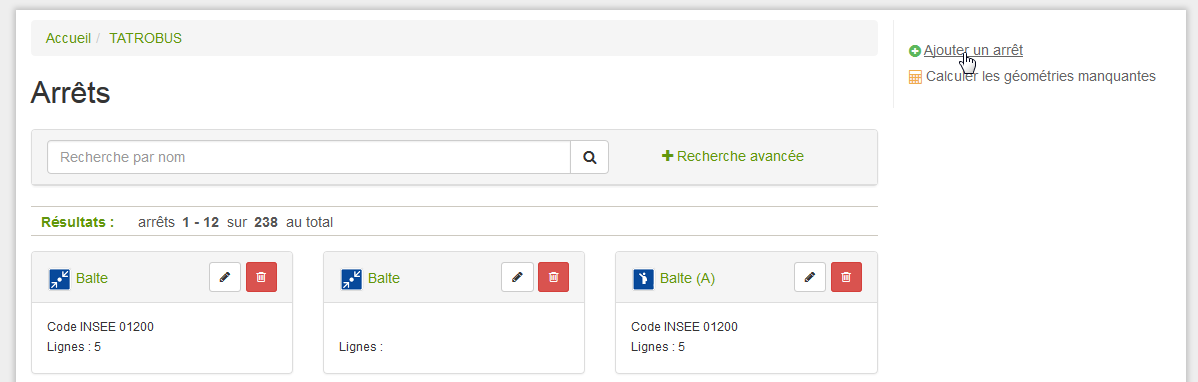 Accueil / TATROBUS
Arrêts
Recherche par nom
Recherche avancée
Résultats : arrêts 1 - 12 sur 238 au total
Balte
Code INSEE 01200
Lignes : 5
Balte
Lignes :
Balte (A)
Code INSEE 01200
Lignes : 5
Ajouter un arrêt
Calculer les géométries manquantes